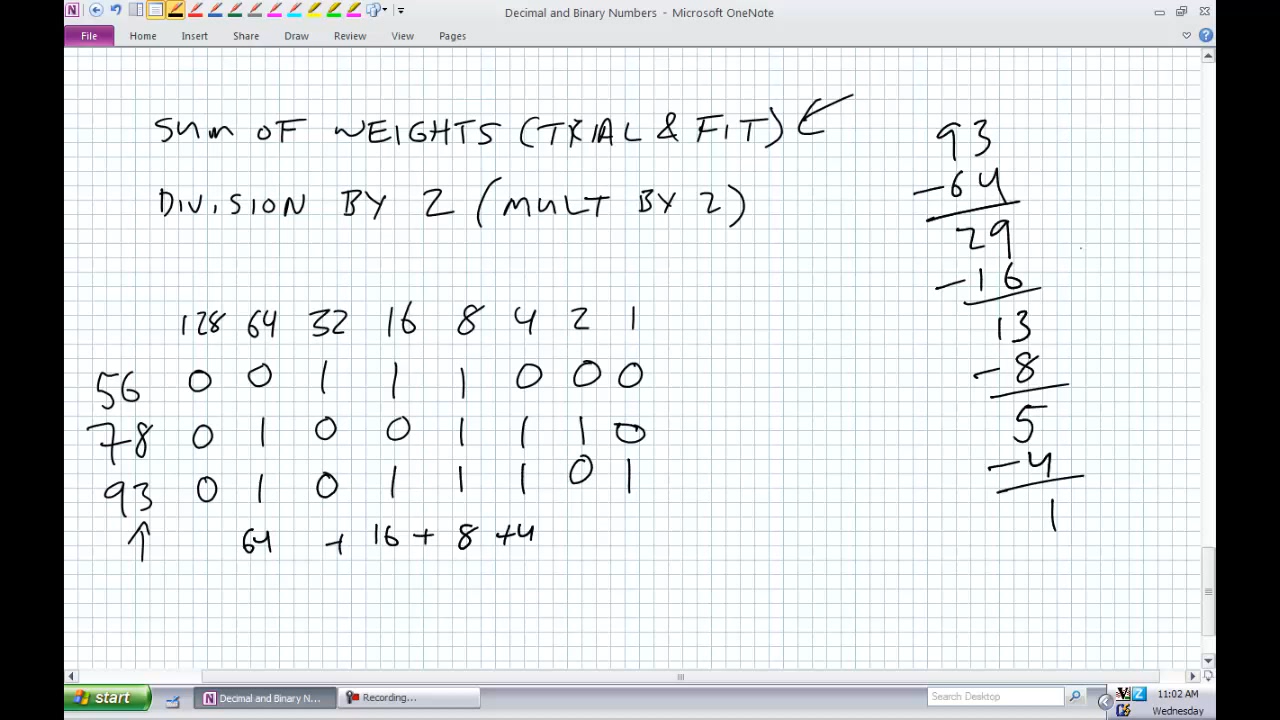 Decimal and Binary Numbers - Microsoft OneNote
File Home Insert Share Draw Review View Pages
SUM OF WEIGHTS (TRIAL & FIT)
DIVISION BY 2 (MULT BY 2)
128 64 32 16 8 4 2 1
56 0 0 1 1 1 0 0 0
78 0 1 0 0 1 1 1 0
93 0 1 0 1 1 1 0 1
64 + 16 + 8 + 4
93
-64
29
-16
13
-8
5
-4
1
start Decimal and Binary N... Recording... Search Desktop 11:02 AM
Wednesday